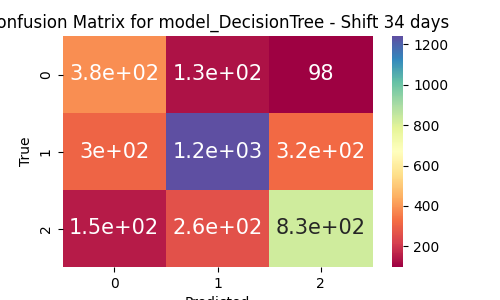 onfusion Matrix for model_DecisionTree - Shift 34 days
0 3.8e+02 1.3e+02 98
1 3e+02 1.2e+03 3.2e+02
2 1.5e+02 2.6e+02 8.3e+02
0 1 2
Predicted
True
1200
1000
800
600
400
200